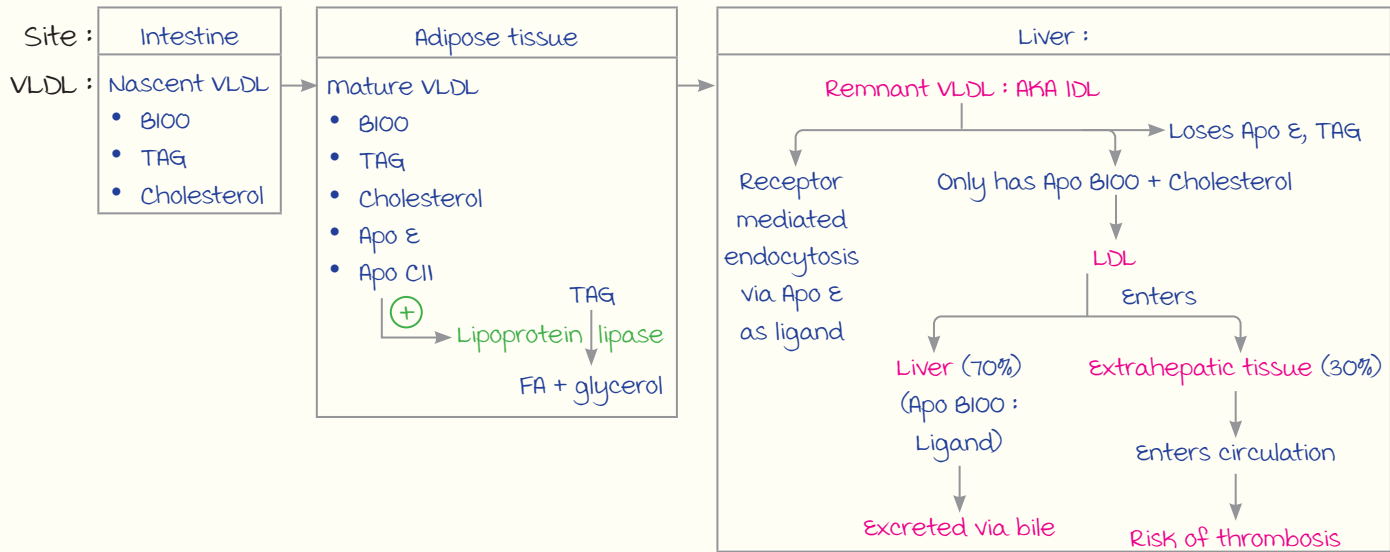 Site : Intestine Adipose tissue Liver :
VLDL : Nascent VLDL
• B100
• TAG
• Cholesterol
mature VLDL
• B100
• TAG
• Cholesterol
• Apo E
• Apo CII
+
TAG
Lipoprotein lipase
FA + glycerol
Remnant VLDL : AKA IDL
Loses Apo E, TAG
Receptor
mediated
endocytosis
via Apo E
as ligand
Only has Apo B100 + Cholesterol
LDL
Enters
Liver (70%)
(Apo B100 :
Ligand)
Excreted via bile
Extrahepatic tissue (30%)
Enters circulation
Risk of thrombosis